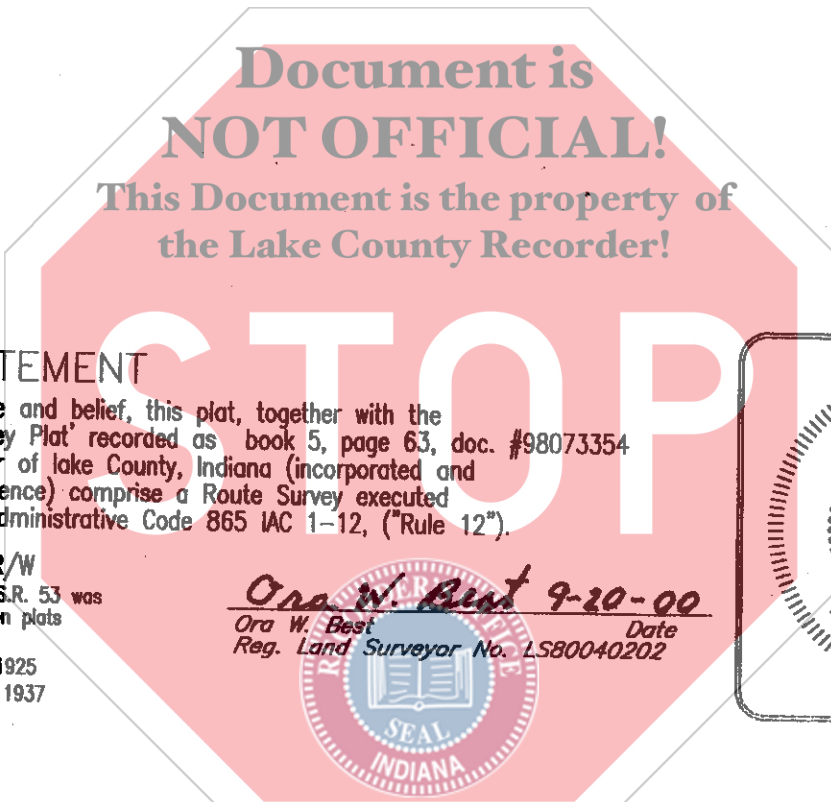 Document is
NOT OFFICIAL!
This Document is the property of
the Lake County Recorder!
STOP
TEMENT
e and belief, this plat, together with the
ey Plat' recorded as book 5, page 63, doc. #98073354
of lake County, Indiana (incorporated and
ence) comprise a Route Survey executed
dministrative Code 865 IAC 1-12, ("Rule 12").
R/W
S.R. 53 was
n plats
1925
1937
Ora W. Best 9-20-00
Ora W. Best Date
Reg. Land Surveyor No. LS80040202
SEAL
INDIANA